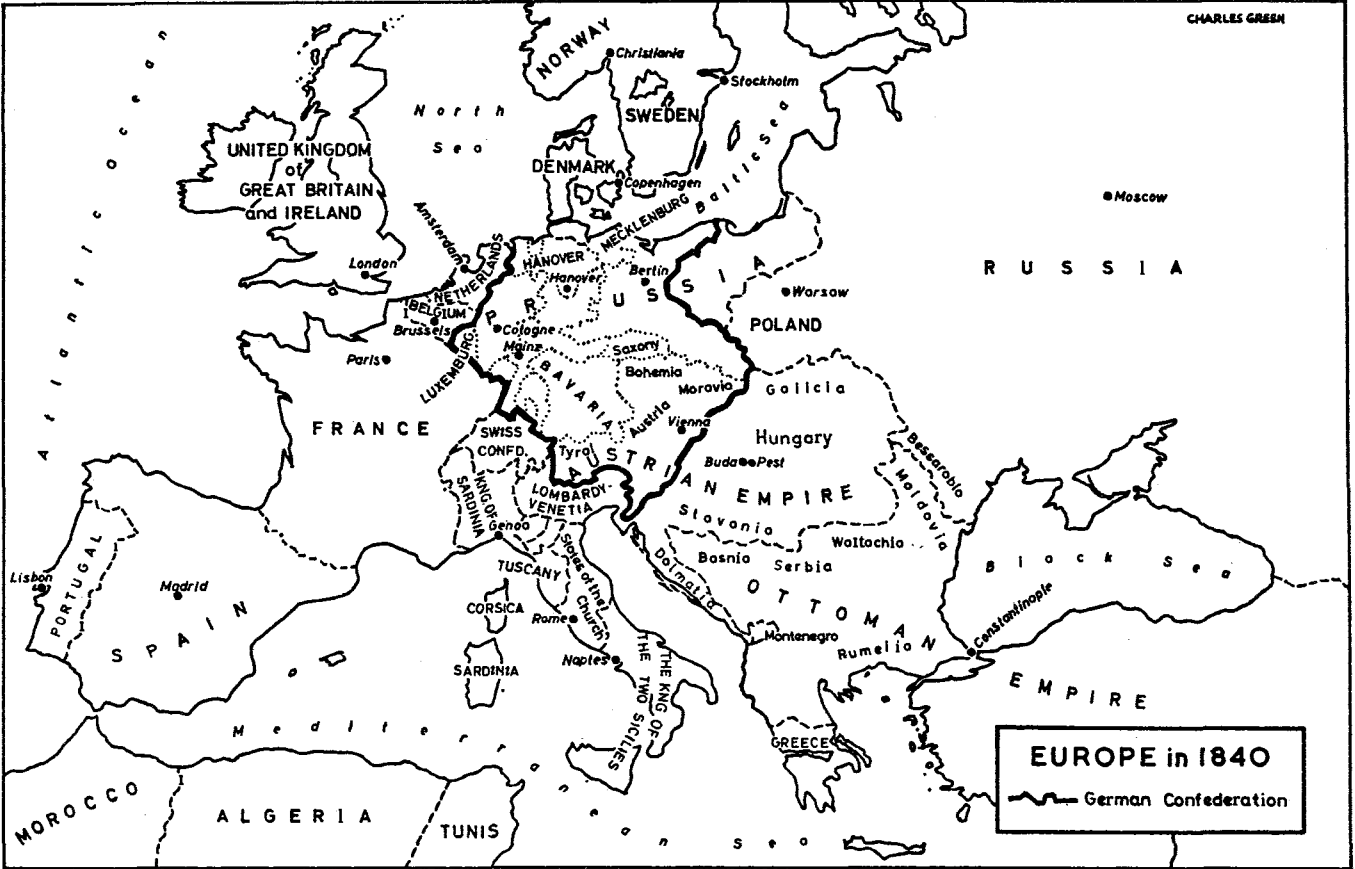 CHARLES GREEN
Atlantic ocean
North
Sea
NORWAY
Christiania
Stockholm
SWEDEN
Baltic Sea
UNITED KINGDOM
of
GREAT BRITAIN
and IRELAND
London
DENMARK
Copenhagen
MECKLENBURG
Moscow
RUSSIA
Amsterdam
NETHERLANDS
HANOVER
Hanover
Berlin
PRUSSIA
Warsaw
POLAND
BELGIUM
Brussels
Cologne
Mainz
LUXEMBURG
Paris
FRANCE
Saxony
Bohemia
Moravia
BAVARIA
Austria
Vienna
Galicia
Hungary
Buda
Pest
Tyrol
AUSTRIAN EMPIRE
SWISS
CONFD.
KNG. OF
SARDINIA
LOMBARDY-
VENETIA
Genoa
Slavonia
Bessarabia
Moldavia
Wallachia
Bosnia
Serbia
Dalmatia
Montenegro
OTTOMAN
EMPIRE
Rumelia
Constantinople
Black Sea
Lisbon
PORTUGAL
Madrid
SPAIN
TUSCANY
States of the
Church
CORSICA
Rome
SARDINIA
Naples
THE KNG OF
THE TWO SICILIES
GREECE
Mediterranean Sea
MOROCCO
ALGERIA
TUNIS
EUROPE in 1840
German Confederation